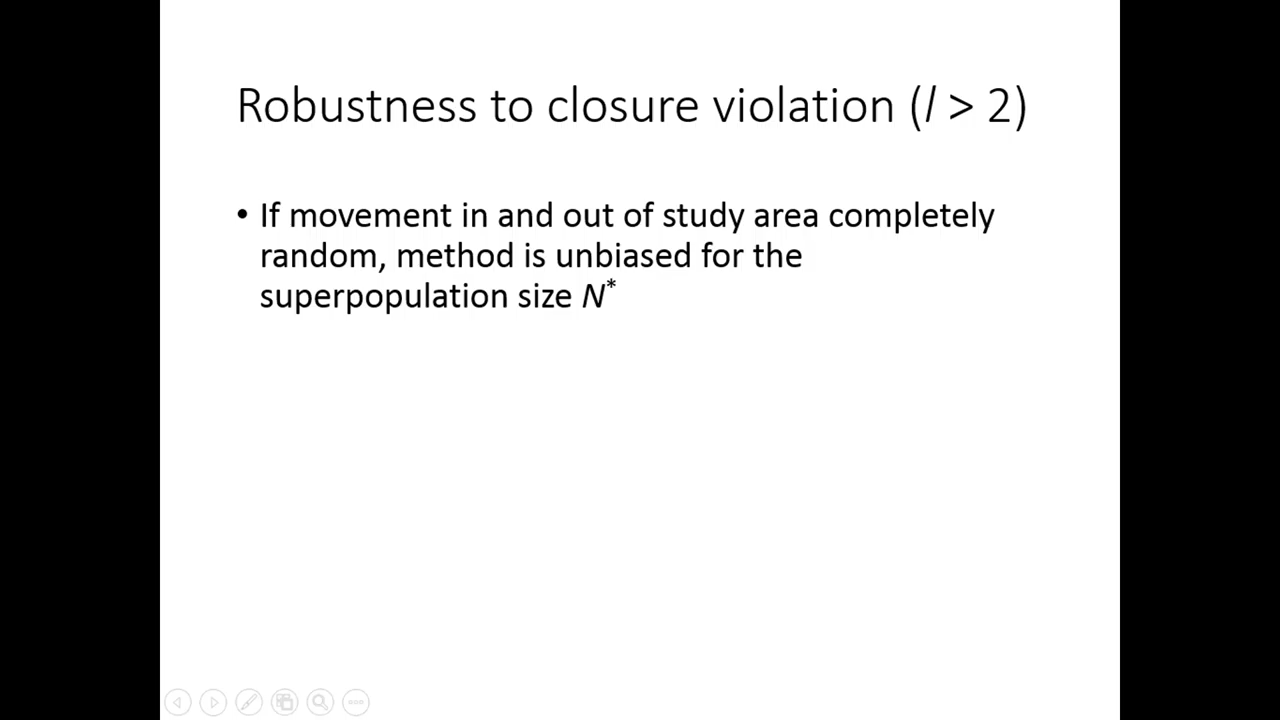 Robustness to closure violation (l > 2)
• If movement in and out of study area completely
random, method is unbiased for the
superpopulation size N*